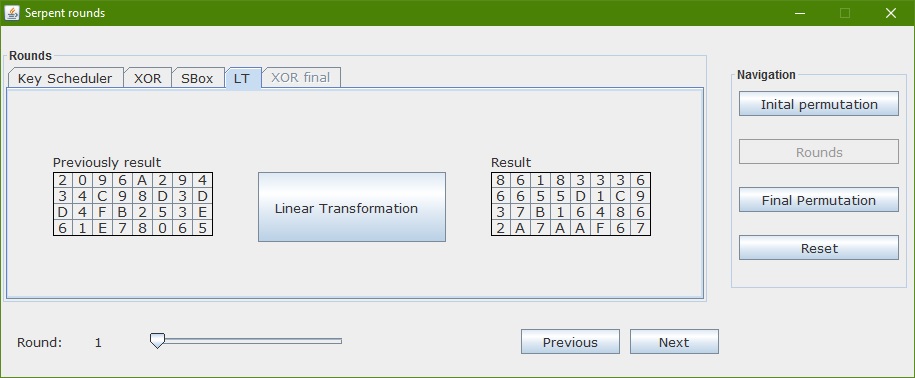 Serpent rounds
Rounds
Key Scheduler XOR SBox LT XOR final
Navigation
Inital permutation
Rounds
Final Permutation
Reset
Previously result
2 0 9 6 A 2 9 4
3 4 C 9 8 D 3 D
D 4 F B 2 5 3 E
6 1 E 7 8 0 6 5
Linear Transformation
Result
8 6 1 8 3 3 3 6
6 6 5 5 D 1 C 9
3 7 B 1 6 4 8 6
2 A 7 A A F 6 7
Round: 1
Previous Next